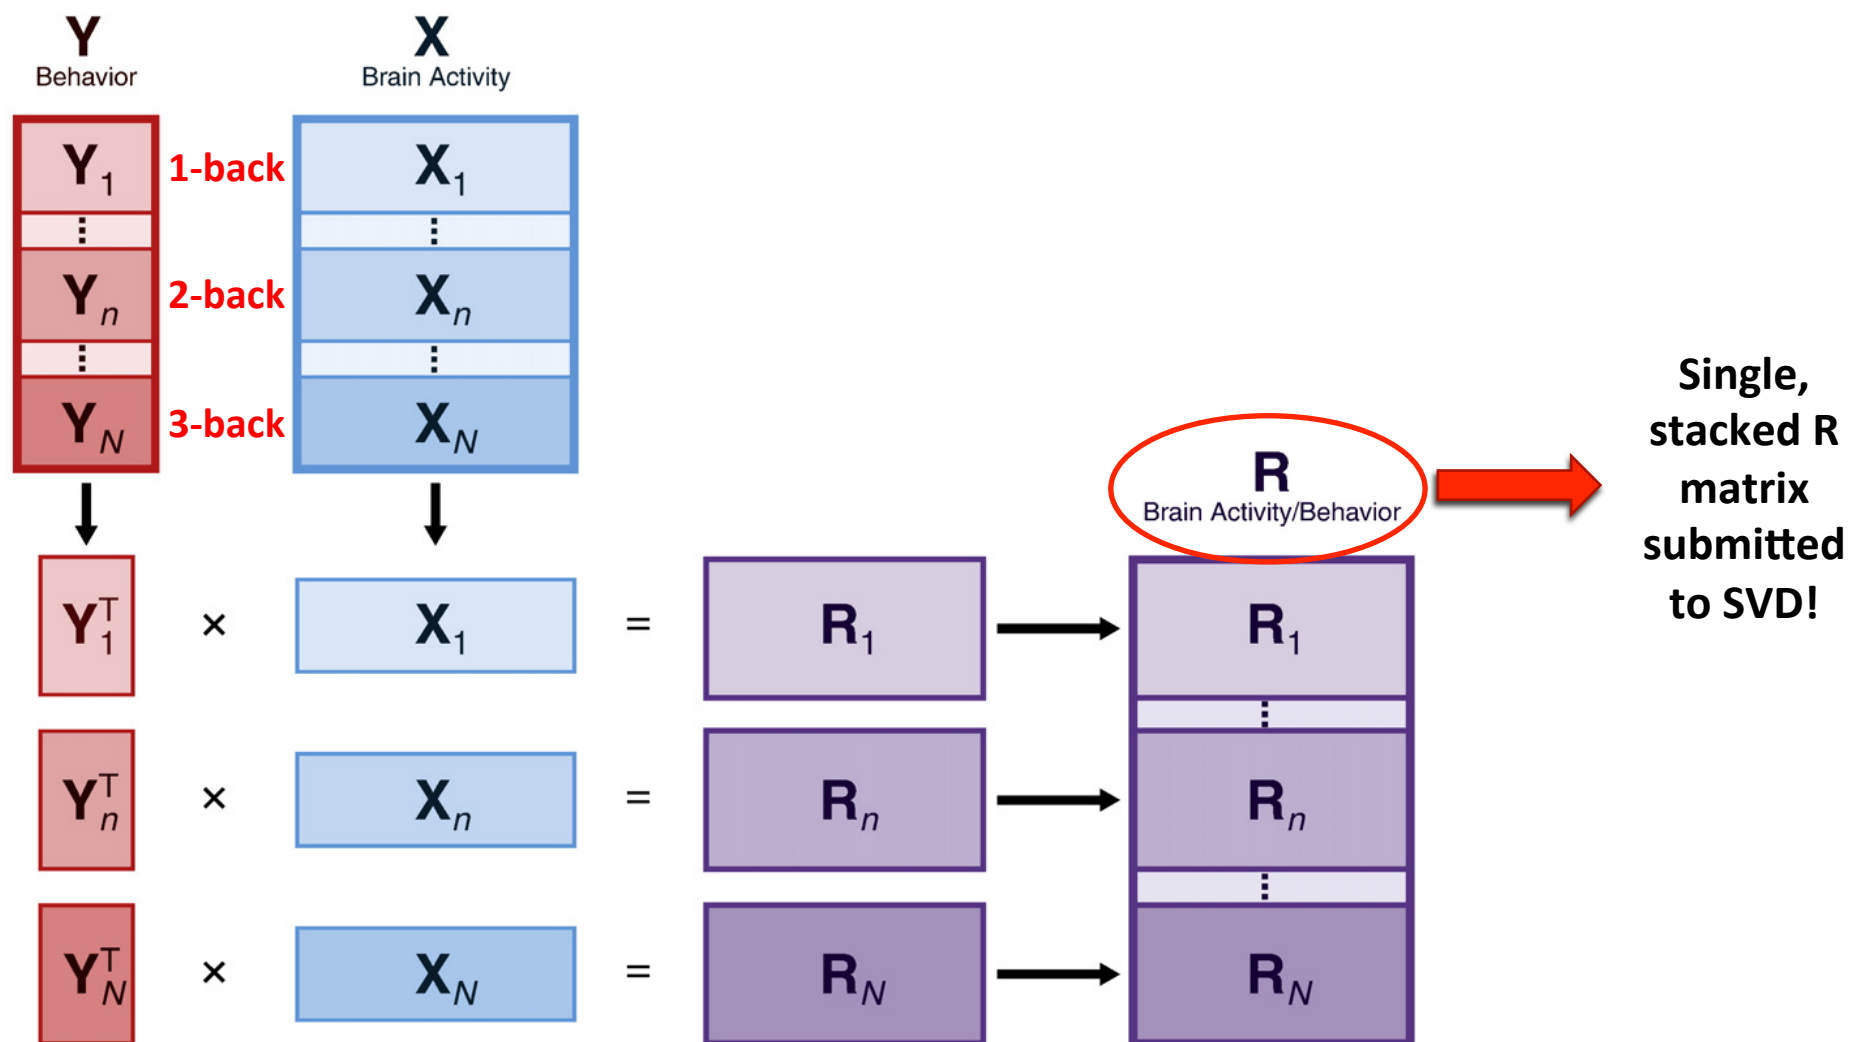 Y
Behavior
X
Brain Activity
Y1
1-back
X1
⋮
⋮
Yn
2-back
Xn
⋮
⋮
YN
3-back
XN
R
Brain Activity/Behavior
Single,
stacked R
matrix
submitted
to SVD!
Y1T × X1 = R1
R1
⋮
YnT × Xn = Rn
Rn
⋮
YNT × XN = RN
RN